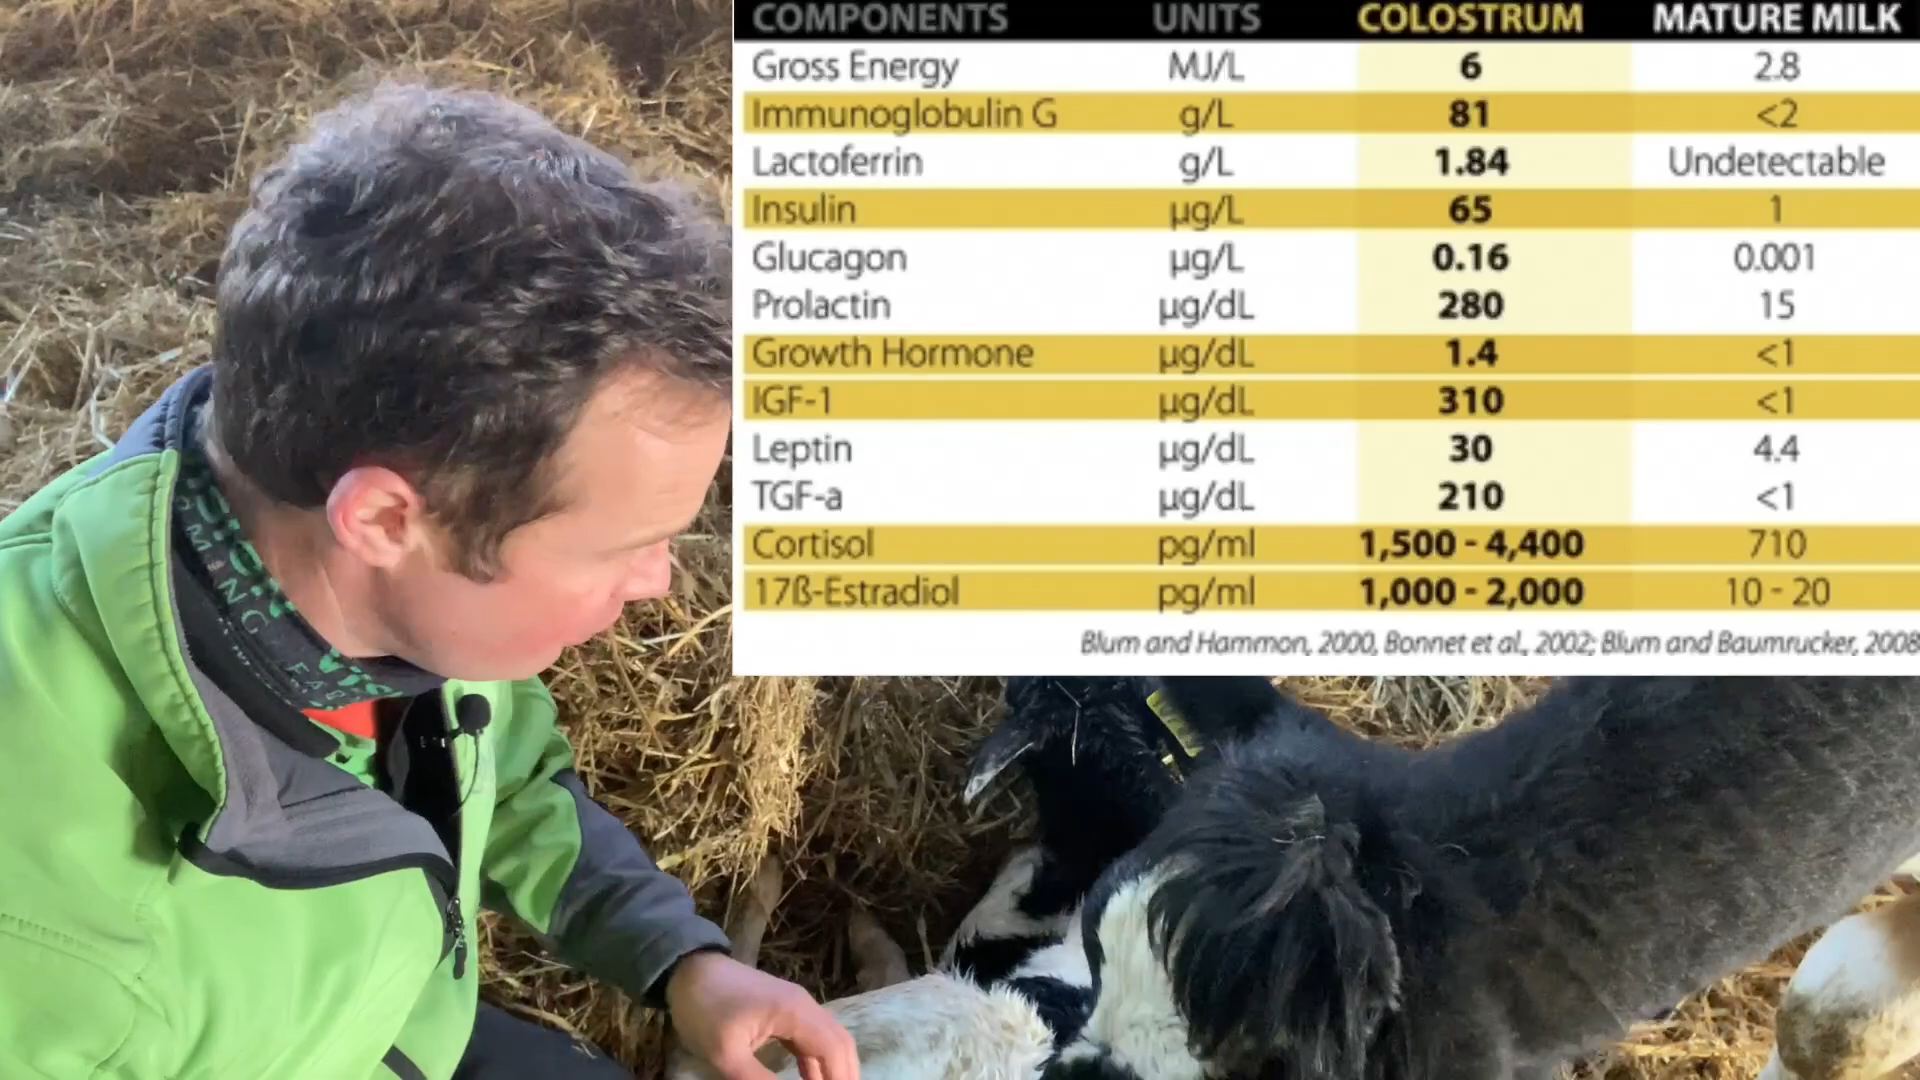 COMPONENTS UNITS COLOSTRUM MATURE MILK
Gross Energy MJ/L 6 2.8
Immunoglobulin G g/L 81 <2
Lactoferrin g/L 1.84 Undetectable
Insulin µg/L 65 1
Glucagon µg/L 0.16 0.001
Prolactin µg/dL 280 15
Growth Hormone µg/dL 1.4 <1
IGF-1 µg/dL 310 <1
Leptin µg/dL 30 4.4
TGF-a µg/dL 210 <1
Cortisol pg/ml 1,500 - 4,400 710
17ß-Estradiol pg/ml 1,000 - 2,000 10 - 20
Blum and Hammon, 2000, Bonnet et al., 2002; Blum and Baumrucker, 2008